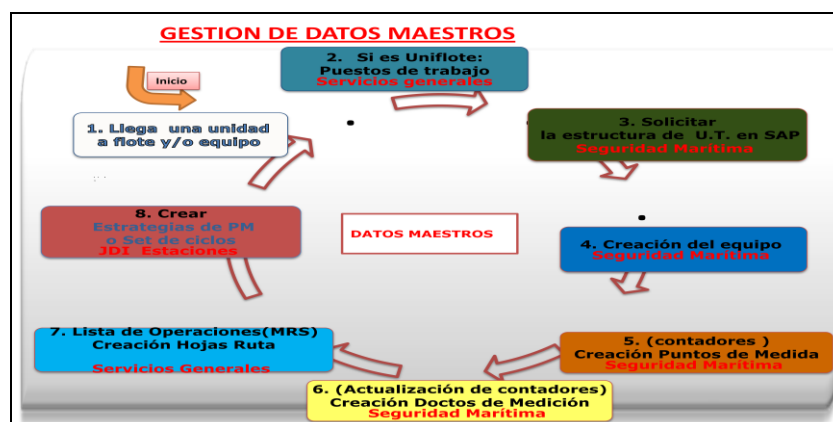 GESTION DE DATOS MAESTROS
Inicio
1. Llega una unidad
a flote y/o equipo
2. Si es Uniflote:
Puestos de trabajo
Servicios generales
3. Solicitar
la estructura de U.T. en SAP
Seguridad Marítima
4. Creación del equipo
Seguridad Marítima
5. (contadores )
Creación Puntos de Medida
Seguridad Marítima
6. (Actualización de contadores)
Creación Doctos de Medición
Seguridad Marítima
7. Lista de Operaciones(MRS)
Creación Hojas Ruta
Servicios Generales
8. Crear
Estrategias de PM
o Set de ciclos
JDI Estaciones
DATOS MAESTROS